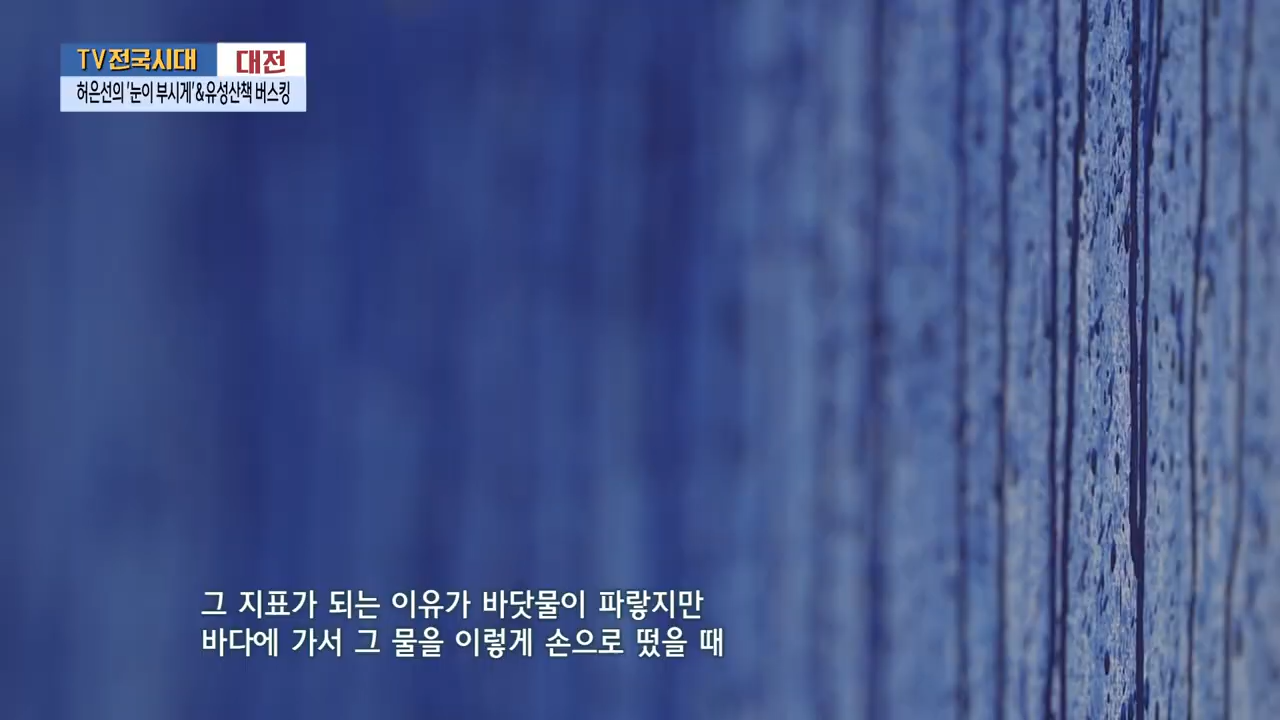 TV전국시대 대전
허은선의 '눈이 부시게'&유성산책 버스킹
그 지표가 되는 이유가 바닷물이 파랗지만
바다에 가서 그 물을 이렇게 손으로 떴을 때